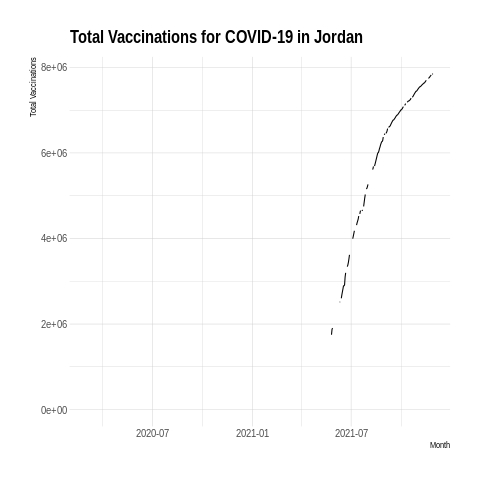 Total Vaccinations for COVID-19 in Jordan
Total Vaccinations
8e+06
6e+06
4e+06
2e+06
0e+00
2020-07
2021-01
2021-07
Month